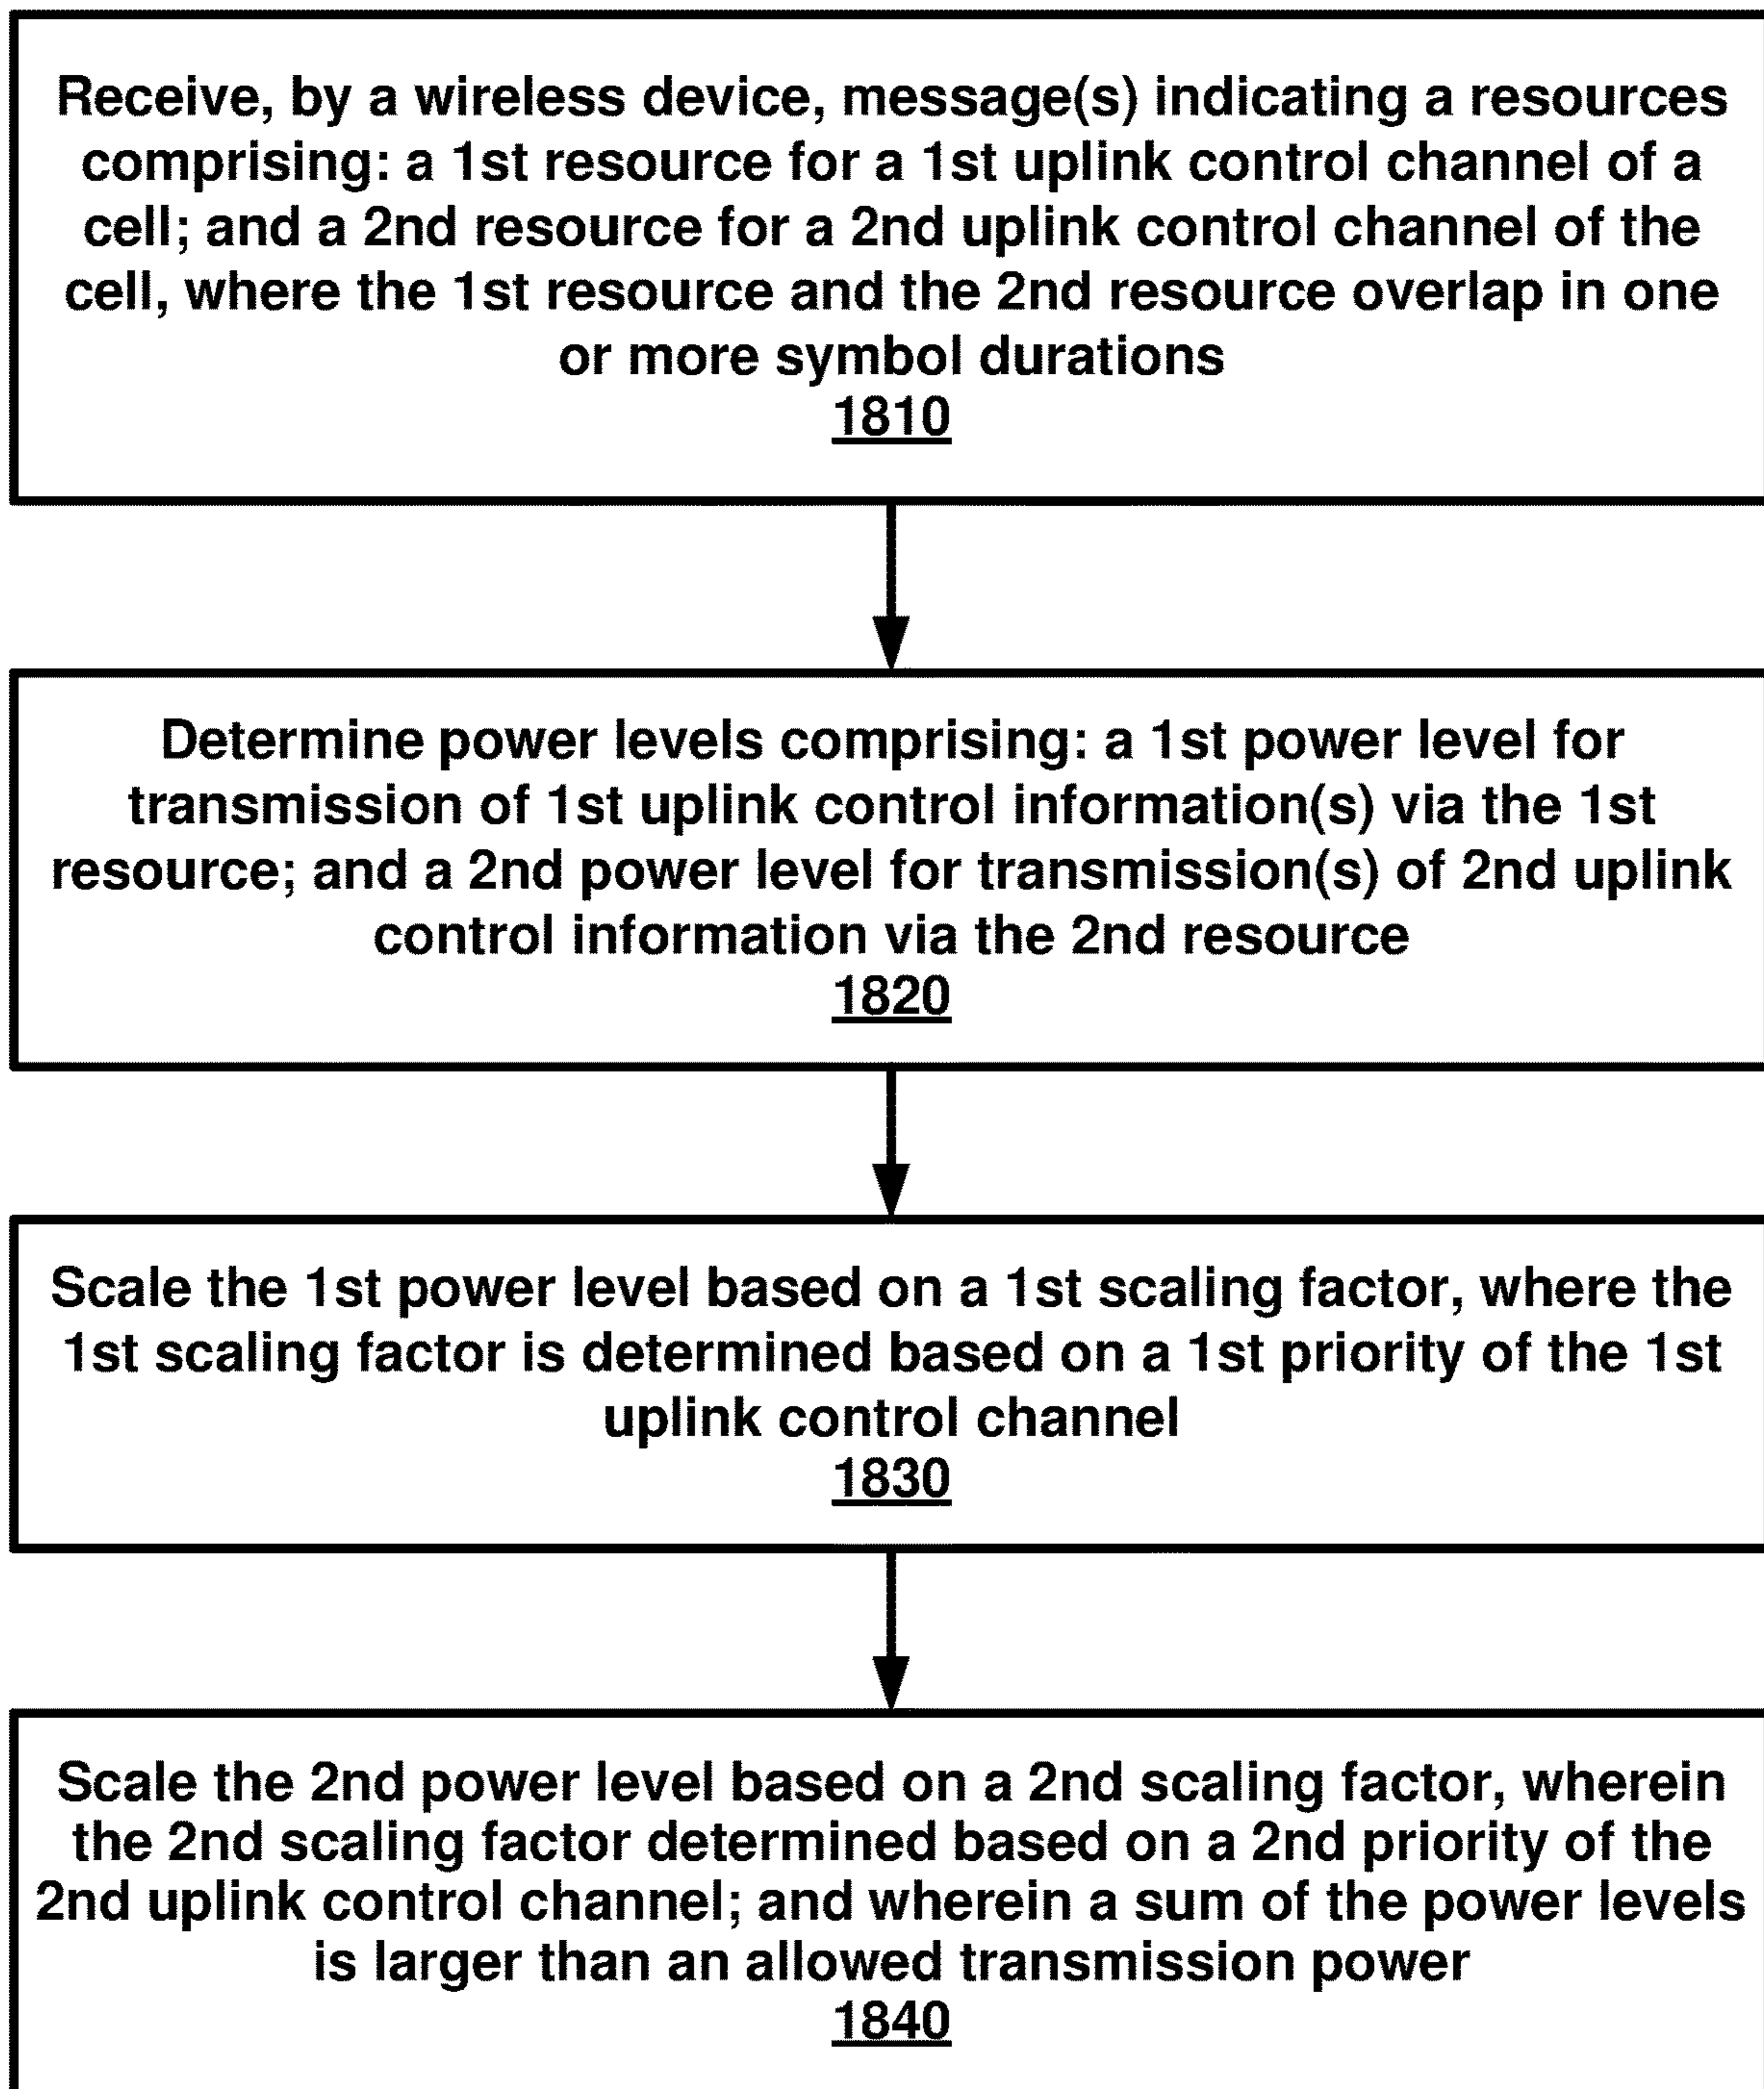 Receive, by a wireless device, message(s) indicating a resources
comprising: a 1st resource for a 1st uplink control channel of a
cell; and a 2nd resource for a 2nd uplink control channel of the
cell, where the 1st resource and the 2nd resource overlap in one
or more symbol durations
1810
Determine power levels comprising: a 1st power level for
transmission of 1st uplink control information(s) via the 1st
resource; and a 2nd power level for transmission(s) of 2nd uplink
control information via the 2nd resource
1820
Scale the 1st power level based on a 1st scaling factor, where the
1st scaling factor is determined based on a 1st priority of the 1st
uplink control channel
1830
Scale the 2nd power level based on a 2nd scaling factor, wherein
the 2nd scaling factor determined based on a 2nd priority of the
2nd uplink control channel; and wherein a sum of the power levels
is larger than an allowed transmission power
1840